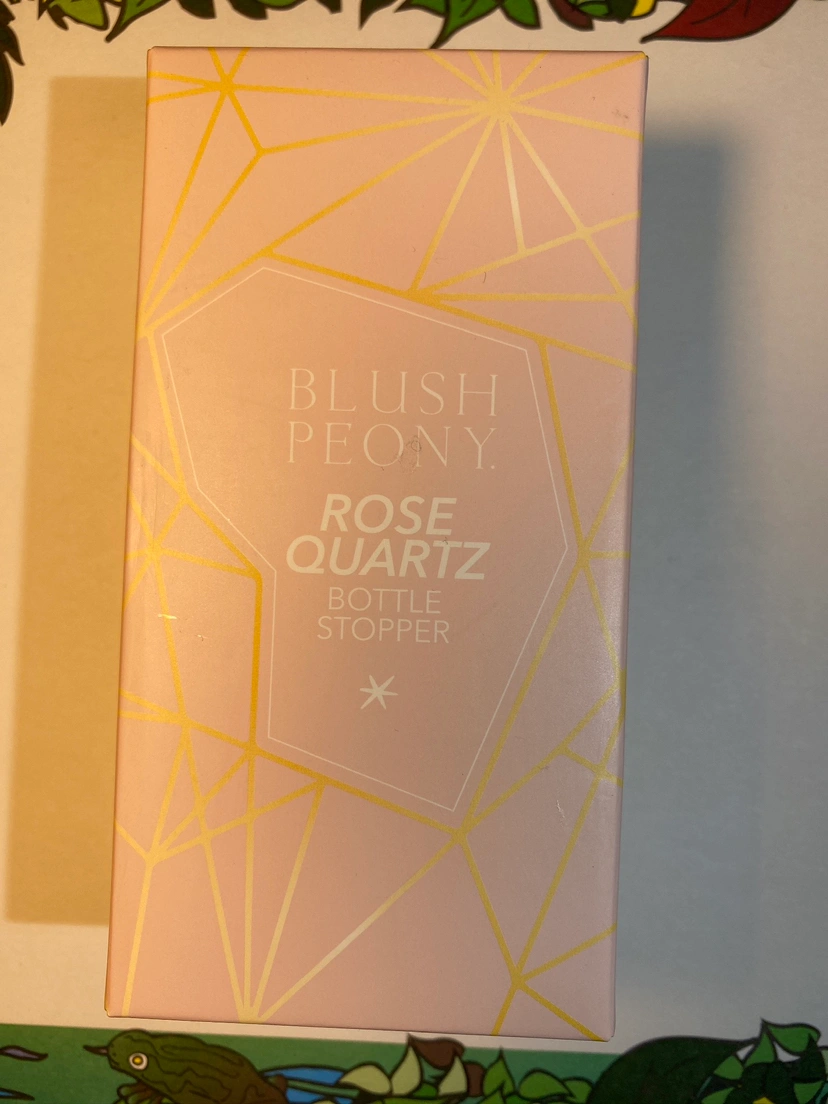 BLUSH
PEONY.
ROSE
QUARTZ
BOTTLE
STOPPER